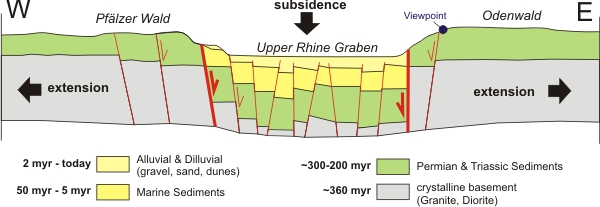 W
subsidence
E
Pfälzer Wald
Viewpoint
Odenwald
Upper Rhine Graben
extension
extension
2 myr - today
Alluvial & Dilluvial
(gravel, sand, dunes)
50 myr - 5 myr
Marine Sediments
~300-200 myr
Permian & Triassic Sediments
~360 myr
crystalline basement
(Granite, Diorite)